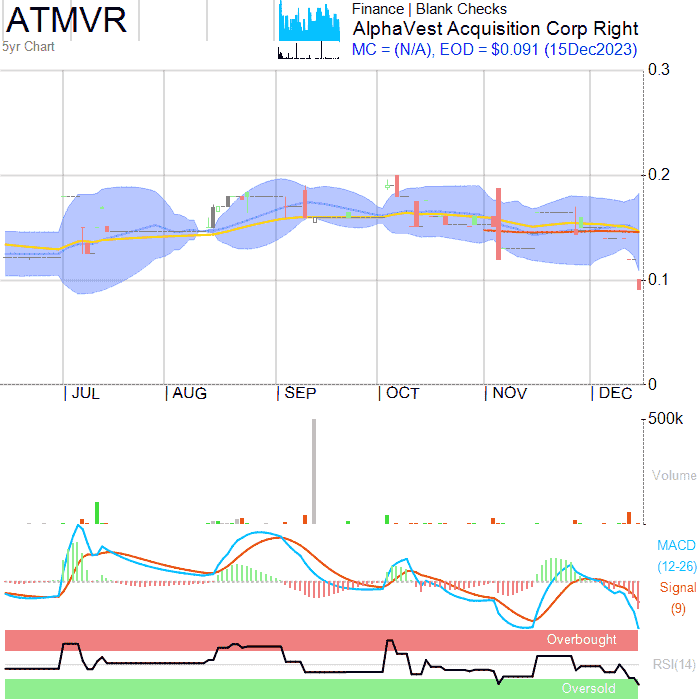 ATMVR
5yr Chart
Finance | Blank Checks
AlphaVest Acquisition Corp Right
MC = (N/A), EOD = $0.091 (15Dec2023)
0.3
0.2
0.1
0
| JUL | AUG | SEP | OCT | NOV | DEC
500k
Volume
MACD
(12-26)
Signal
(9)
Overbought
RSI(14)
Oversold